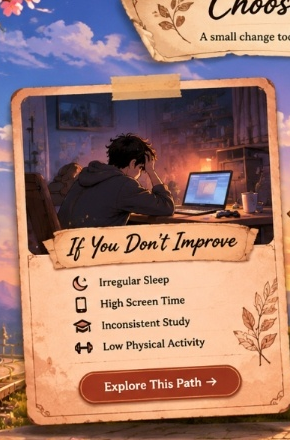 Choos
A small change too
If You Don't Improve
Irregular Sleep
High Screen Time
Inconsistent Study
Low Physical Activity
Explore This Path →